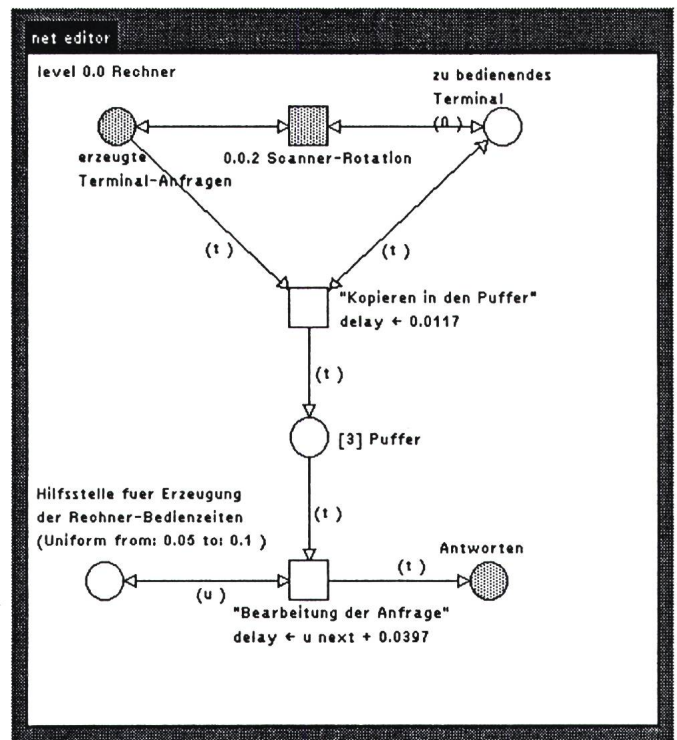 net editor
level 0.0 Rechner
zu bedienendes
Terminal
(0 )
erzeugte
Terminal-Anfragen
0.0.2 Scanner-Rotation
(t )
(t )
"Kopieren in den Puffer"
delay ← 0.0117
(t )
[3] Puffer
Hilfsstelle fuer Erzeugung
der Rechner-Bedienzeiten
(Uniform from: 0.05 to: 0.1 )
(t )
Antworten
(t )
(u )
"Bearbeitung der Anfrage"
delay ← u next + 0.0397